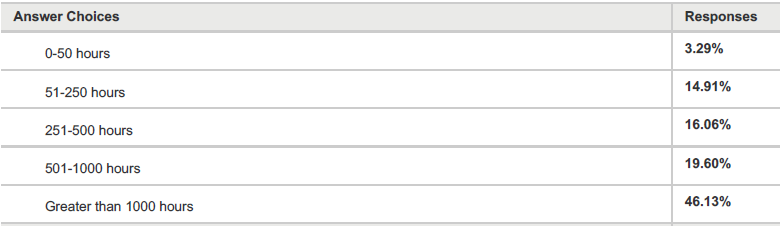 Answer Choices Responses
0-50 hours 3.29%
51-250 hours 14.91%
251-500 hours 16.06%
501-1000 hours 19.60%
Greater than 1000 hours 46.13%